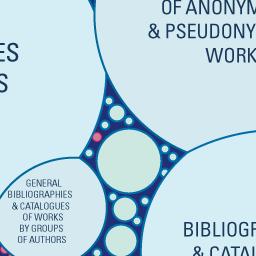 OF ANONYM
& PSEUDONY
WORK
ES
S
GENERAL
BIBLIOGRAPHIES
& CATALOGUES
OF WORKS
BY GROUPS
OF AUTHORS
BIBLIOGR
& CATAL